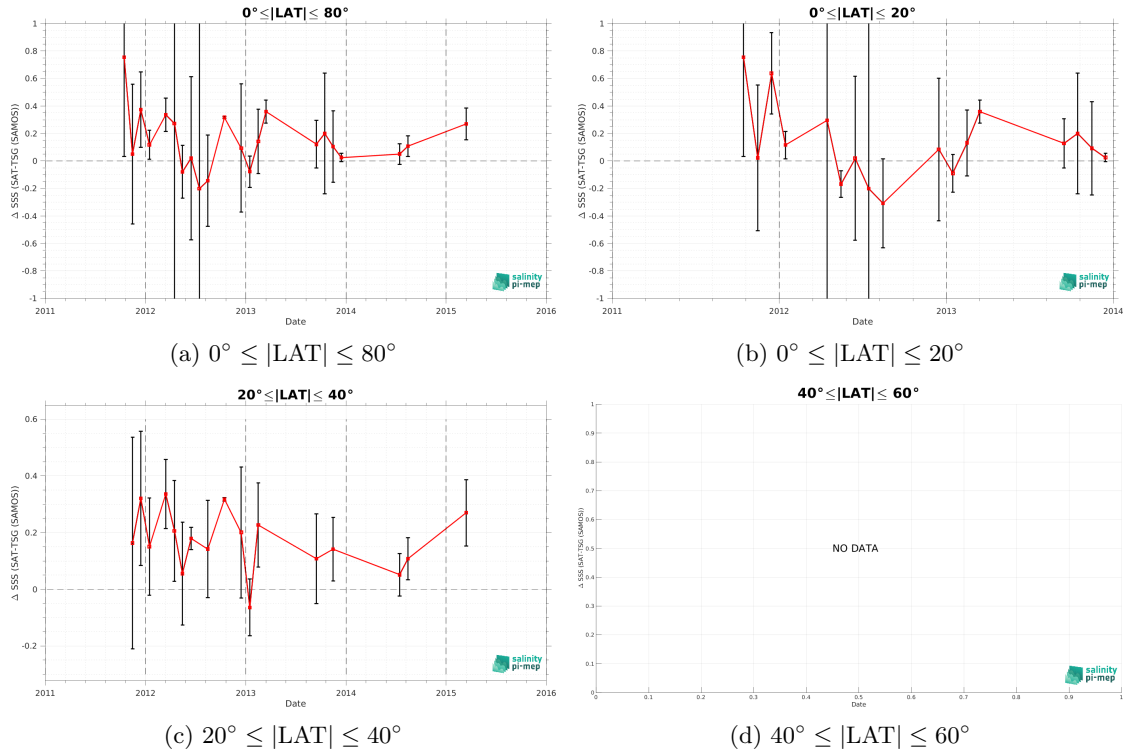 0°≤|LAT|≤ 80°
Δ SSS (SAT-TSG (SAMOS))
1
0.8
0.6
0.4
0.2
0
-0.2
-0.4
-0.6
-0.8
-1
2011 2012 2013 2014 2015 2016
Date
salinity
pi-mep
(a) 0° ≤ |LAT| ≤ 80°
0°≤|LAT|≤ 20°
Δ SSS (SAT-TSG (SAMOS))
1
0.8
0.6
0.4
0.2
0
-0.2
-0.4
-0.6
-0.8
-1
2011 2012 2013 2014
Date
salinity
pi-mep
(b) 0° ≤ |LAT| ≤ 20°
20°≤|LAT|≤ 40°
Δ SSS (SAT-TSG (SAMOS))
0.6
0.4
0.2
0
-0.2
2011 2012 2013 2014 2015 2016
Date
salinity
pi-mep
(c) 20° ≤ |LAT| ≤ 40°
40°≤|LAT|≤ 60°
Δ SSS (SAT-TSG (SAMOS))
1
0.9
0.8
0.7
0.6
0.5
0.4
0.3
0.2
0.1
0
NO DATA
0 0.1 0.2 0.3 0.4 0.5 0.6 0.7 0.8 0.9 1
Date
salinity
pi-mep
(d) 40° ≤ |LAT| ≤ 60°